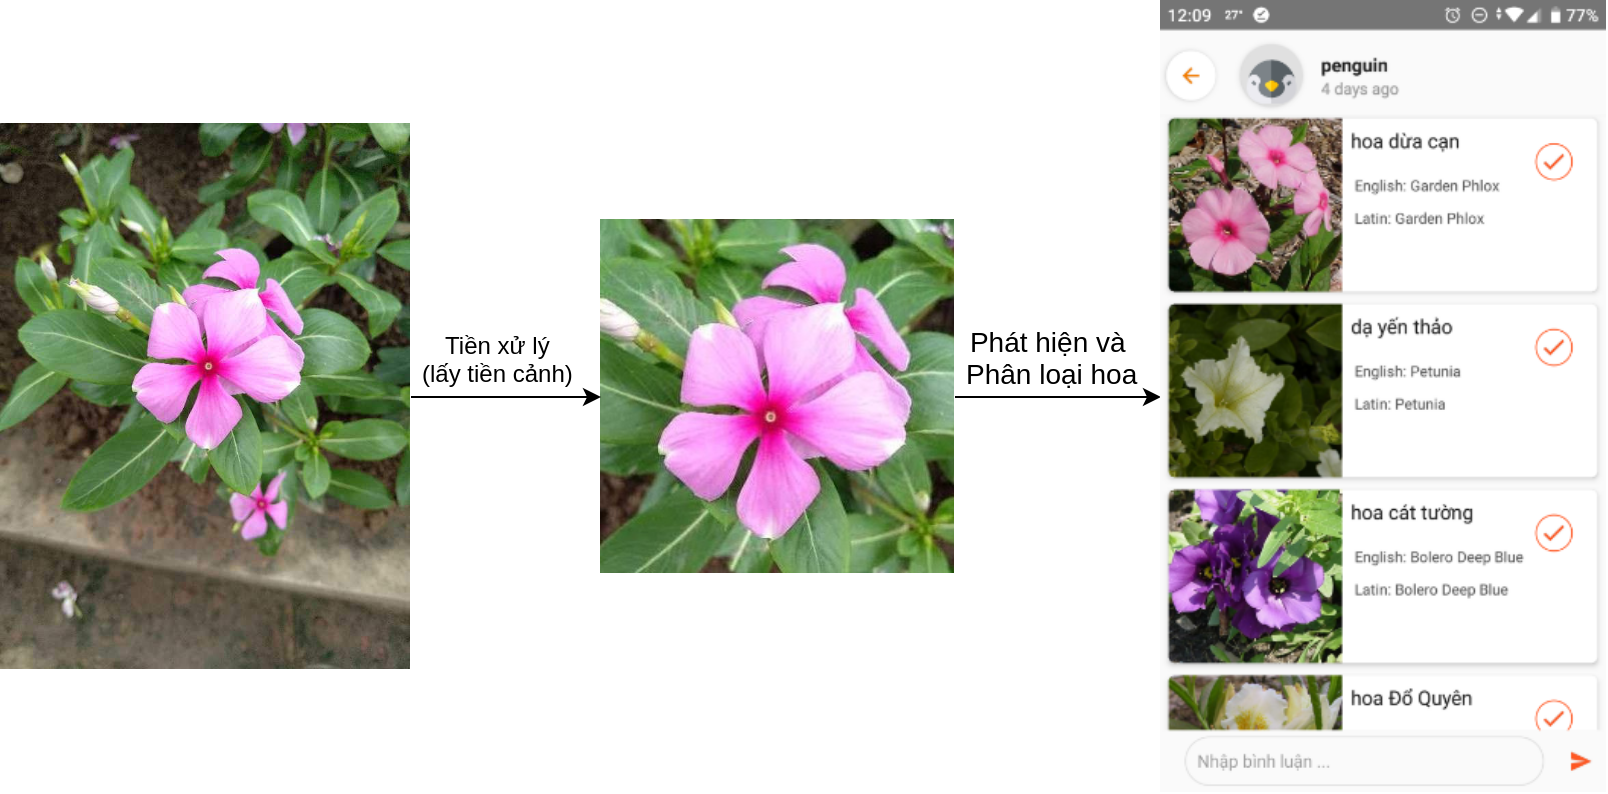 Tiền xử lý
(lấy tiền cảnh)
Phát hiện và
Phân loại hoa
12:09 27° 77%
penguin
4 days ago
hoa dừa cạn
English: Garden Phlox
Latin: Garden Phlox
dạ yến thảo
English: Petunia
Latin: Petunia
hoa cát tường
English: Bolero Deep Blue
Latin: Bolero Deep Blue
hoa Đổ Quyên
Nhập bình luận ...